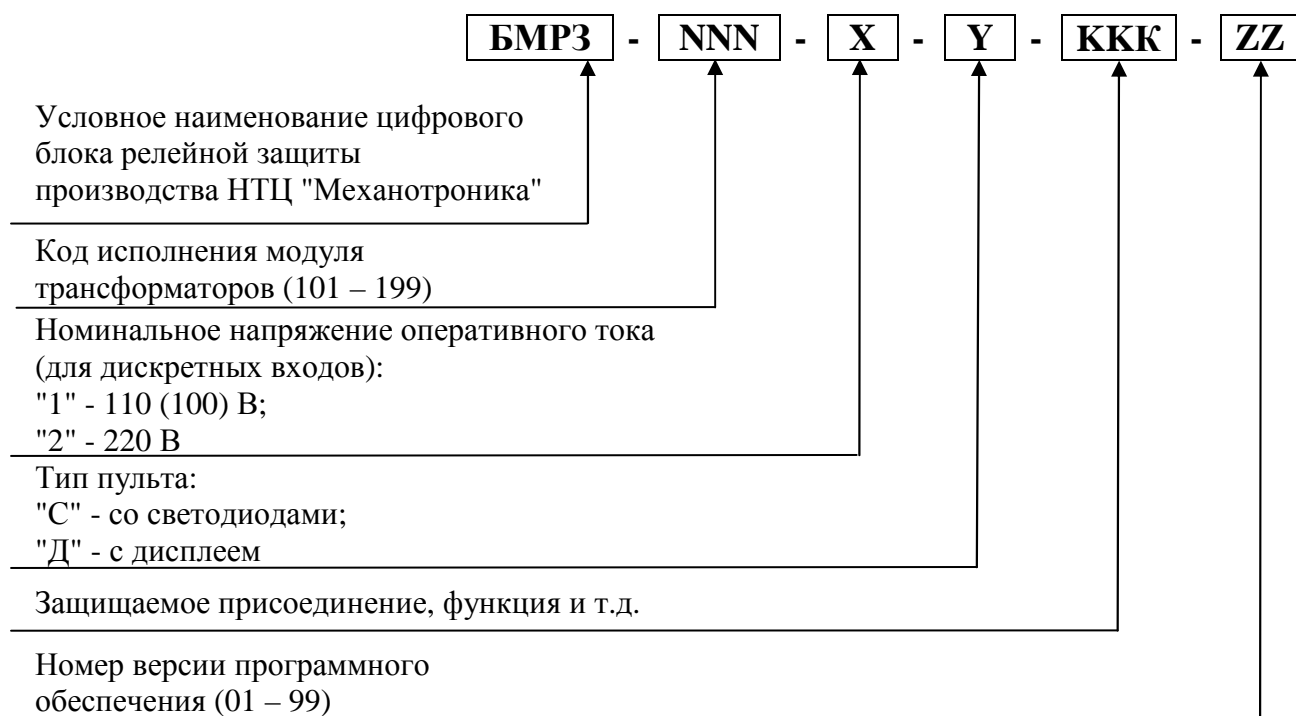 БМРЗ - NNN - X - Y - KKK - ZZ
Условное наименование цифрового
блока релейной защиты
производства НТЦ "Механотроника"
Код исполнения модуля
трансформаторов (101 – 199)
Номинальное напряжение оперативного тока
(для дискретных входов):
"1" - 110 (100) В;
"2" - 220 В
Тип пульта:
"С" - со светодиодами;
"Д" - с дисплеем
Защищаемое присоединение, функция и т.д.
Номер версии программного
обеспечения (01 – 99)